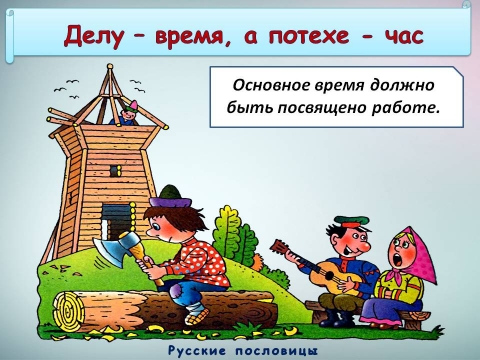 Делу – время, а потехе - час
Основное время должно
быть посвящено работе.
Русские пословицы